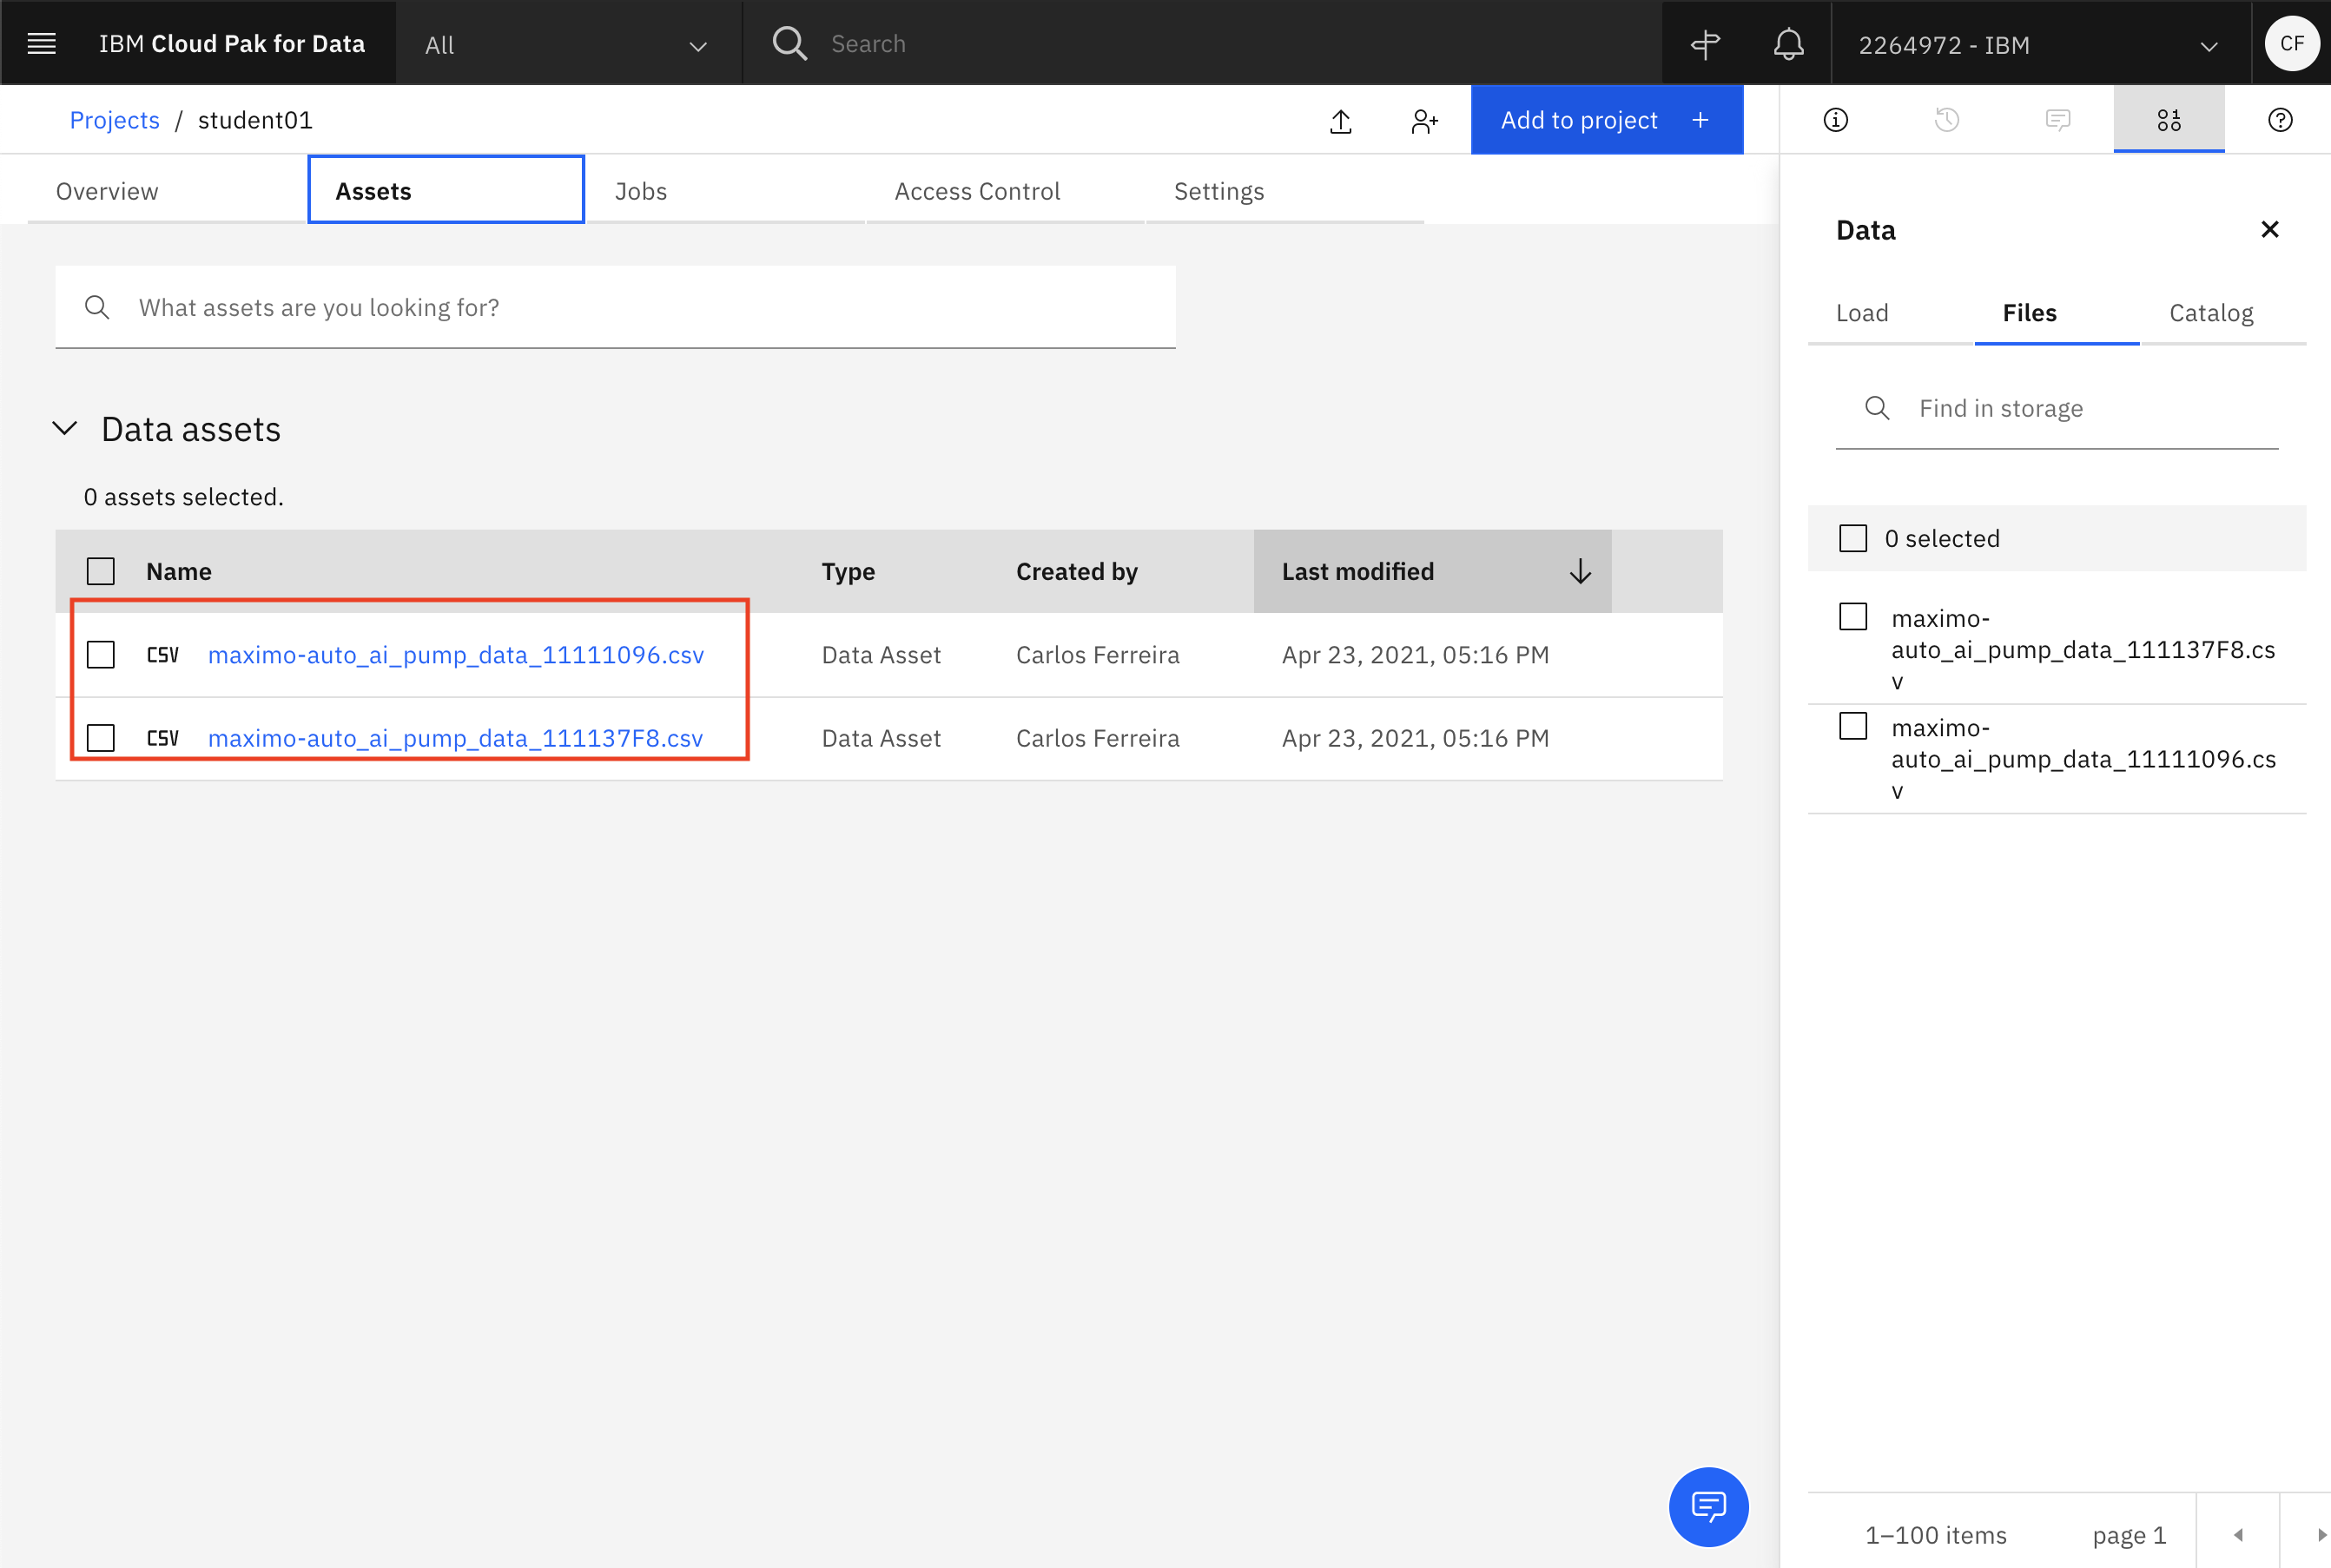 IBM Cloud Pak for Data
All
Search
2264972 - IBM
CF
Projects / student01
Add to project +
Overview
Assets
Jobs
Access Control
Settings
What assets are you looking for?
Data assets
0 assets selected.
Name Type Created by Last modified
CSV maximo-auto_ai_pump_data_11111096.csv Data Asset Carlos Ferreira Apr 23, 2021, 05:16 PM
CSV maximo-auto_ai_pump_data_111137F8.csv Data Asset Carlos Ferreira Apr 23, 2021, 05:16 PM
Data
Load
Files
Catalog
Find in storage
0 selected
maximo-
auto_ai_pump_data_111137F8.cs
v
maximo-
auto_ai_pump_data_11111096.cs
v
1–100 items
page 1